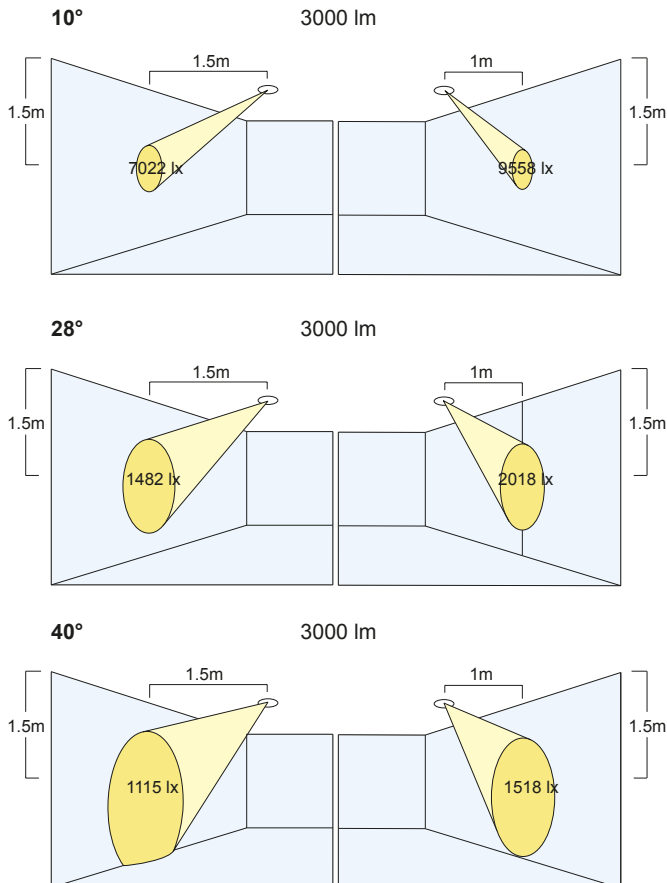 10° 3000 lm
1.5m 1m
1.5m 1.5m
7022 lx 9558 lx
28° 3000 lm
1.5m 1m
1.5m 1.5m
1482 lx 2018 lx
40° 3000 lm
1.5m 1m
1.5m 1.5m
1115 lx 1518 lx